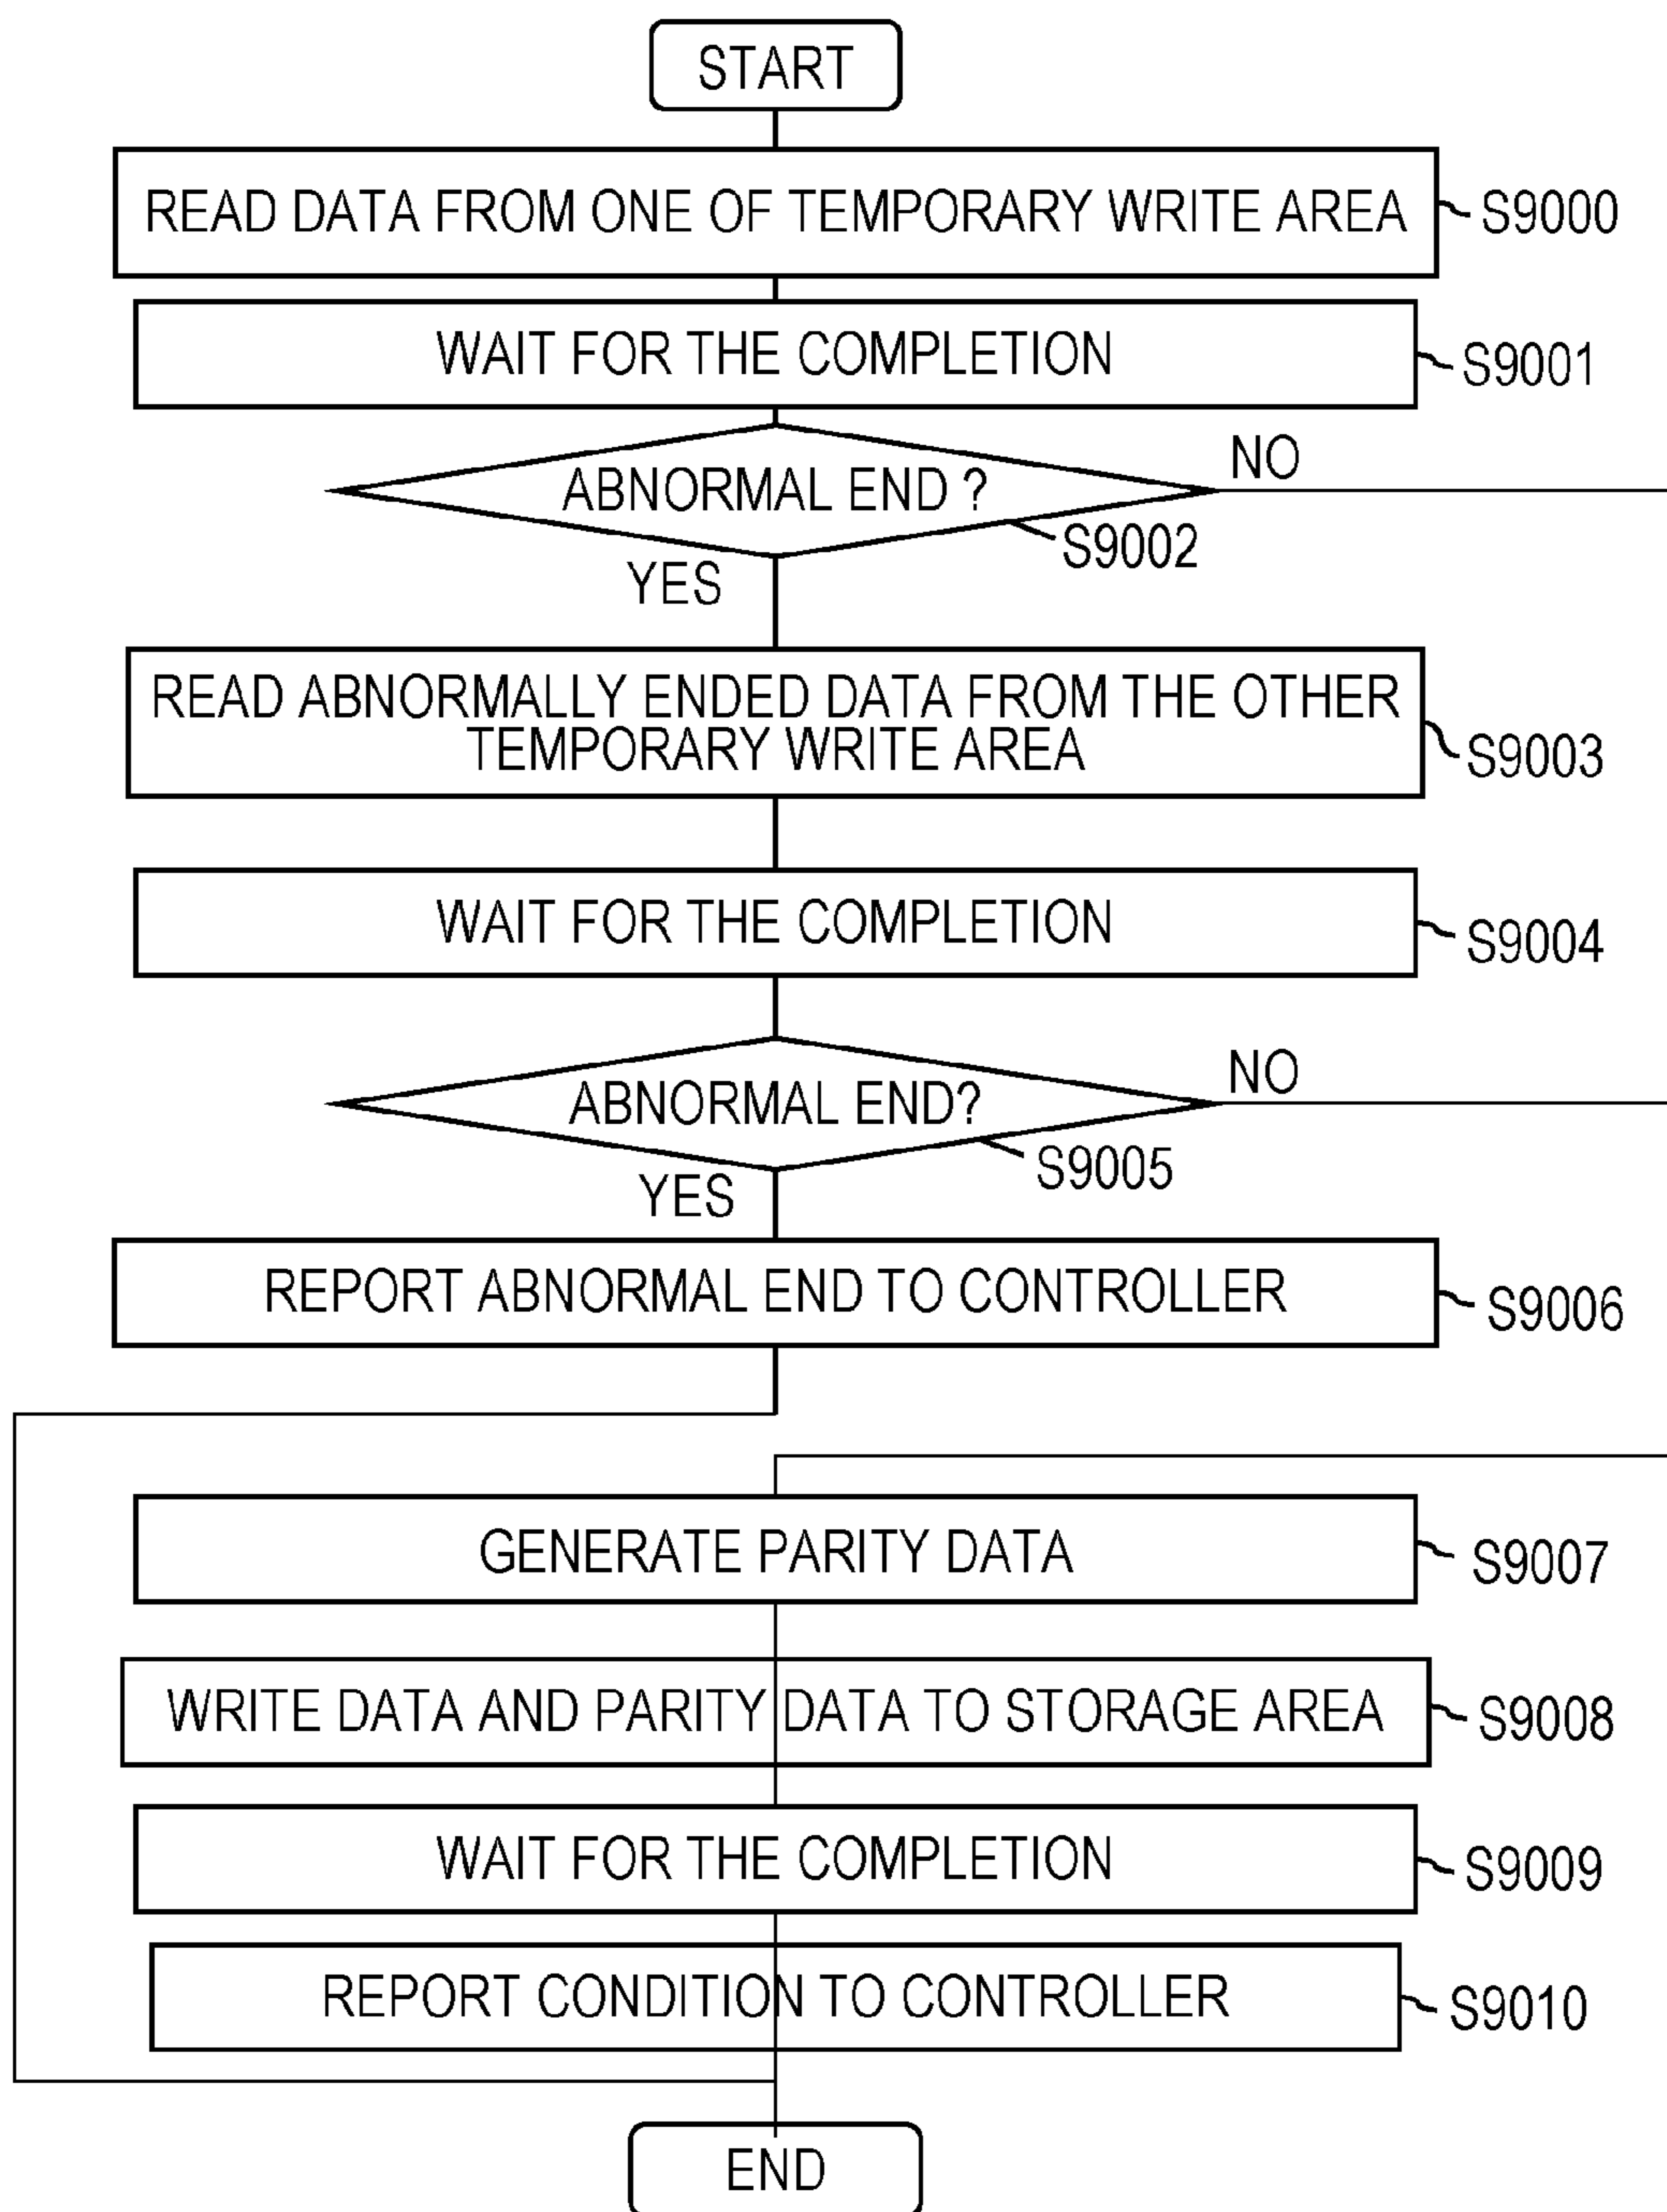 START
READ DATA FROM ONE OF TEMPORARY WRITE AREA
S9000
WAIT FOR THE COMPLETION
S9001
ABNORMAL END ?
NO
S9002
YES
READ ABNORMALLY ENDED DATA FROM THE OTHER
TEMPORARY WRITE AREA
S9003
WAIT FOR THE COMPLETION
S9004
ABNORMAL END?
NO
S9005
YES
REPORT ABNORMAL END TO CONTROLLER
S9006
GENERATE PARITY DATA
S9007
WRITE DATA AND PARITY DATA TO STORAGE AREA
S9008
WAIT FOR THE COMPLETION
S9009
REPORT CONDITION TO CONTROLLER
S9010
END